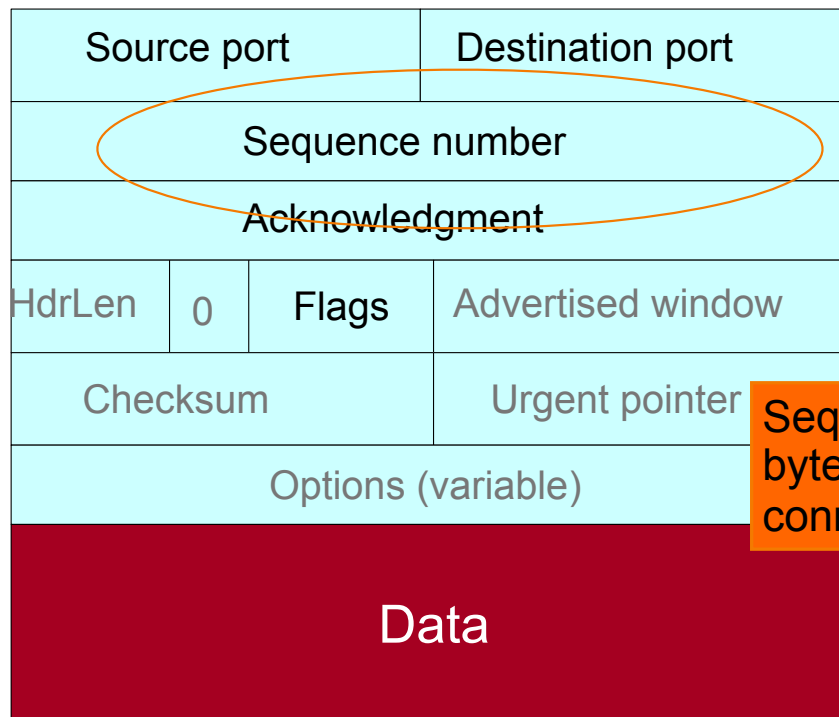 Source port Destination port
Sequence number
Acknowledgment
HdrLen 0 Flags Advertised window
Checksum Urgent pointer
Options (variable)
Data